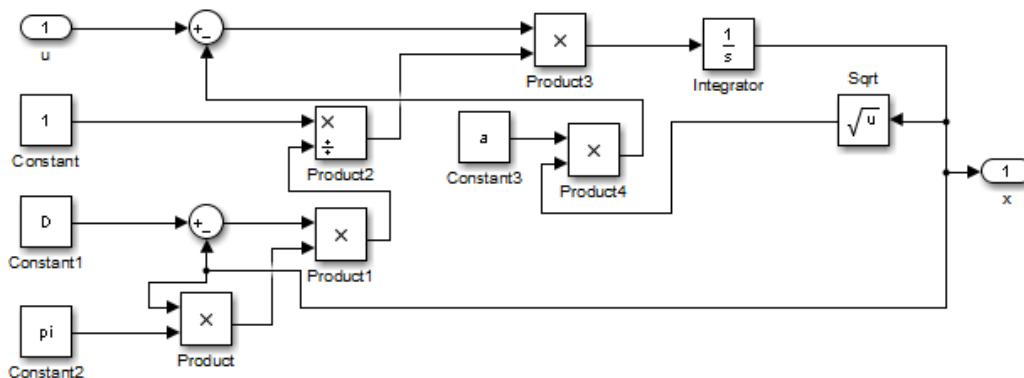 1
u
+
-
×
Product3
1
s
Integrator
Sqrt
√u
1
Constant
×
÷
Product2
a
Constant3
×
Product4
1
x
D
Constant1
+
-
×
Product1
pi
Constant2
×
Product